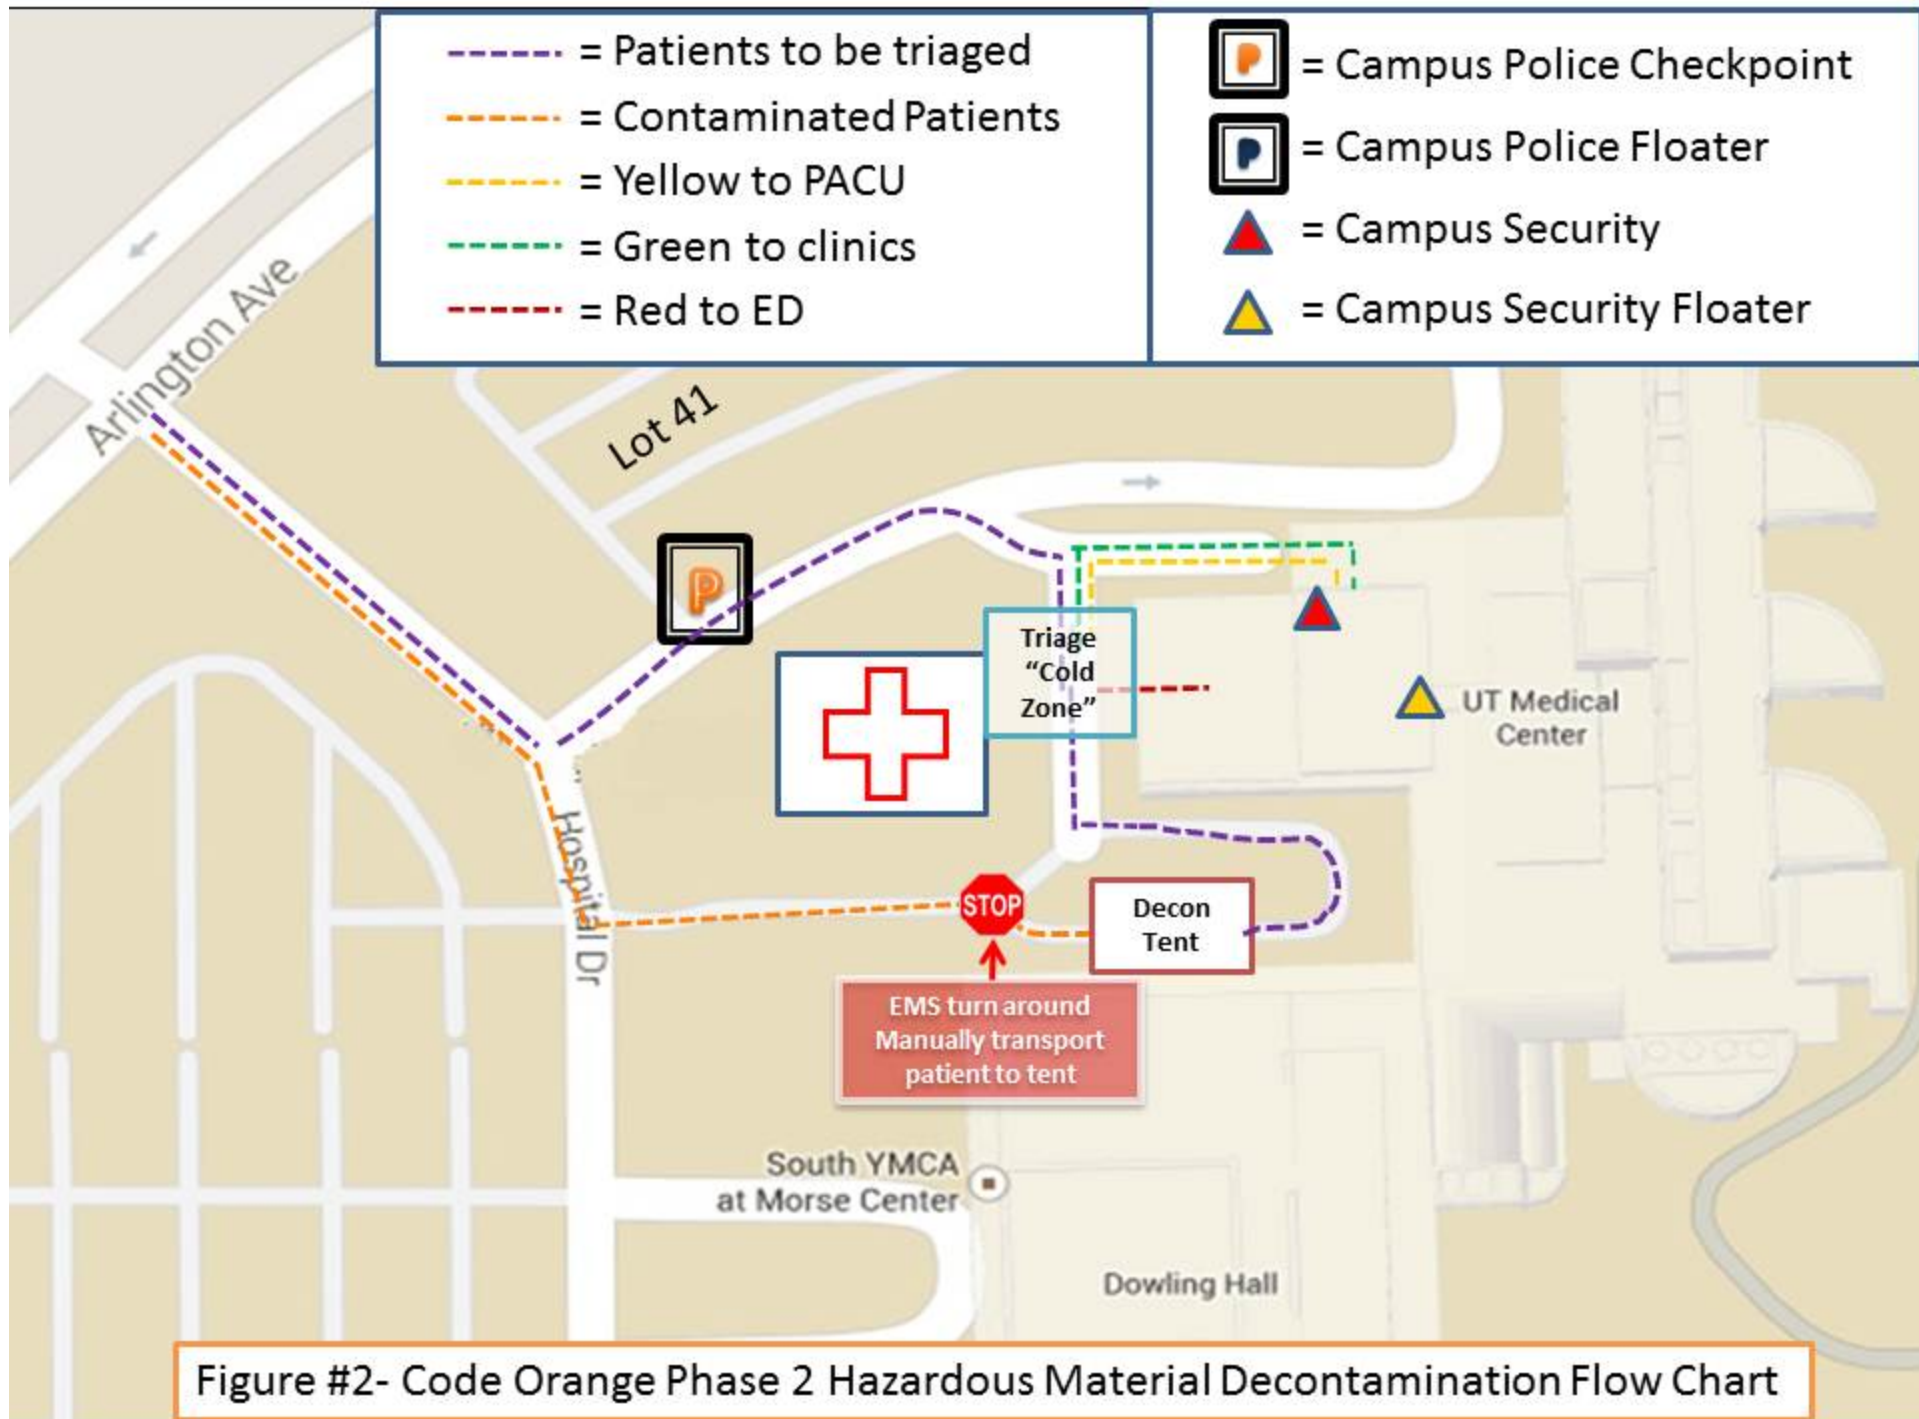 = Patients to be triaged
= Contaminated Patients
= Yellow to PACU
= Green to clinics
= Red to ED
P = Campus Police Checkpoint
P = Campus Police Floater
= Campus Security
= Campus Security Floater
Arlington Ave
Lot 41
P
Triage
“Cold
Zone”
UT Medical
Center
Hospital Dr
STOP
Decon
Tent
EMS turn around
Manually transport
patient to tent
South YMCA
at Morse Center
Dowling Hall
Figure #2- Code Orange Phase 2 Hazardous Material Decontamination Flow Chart